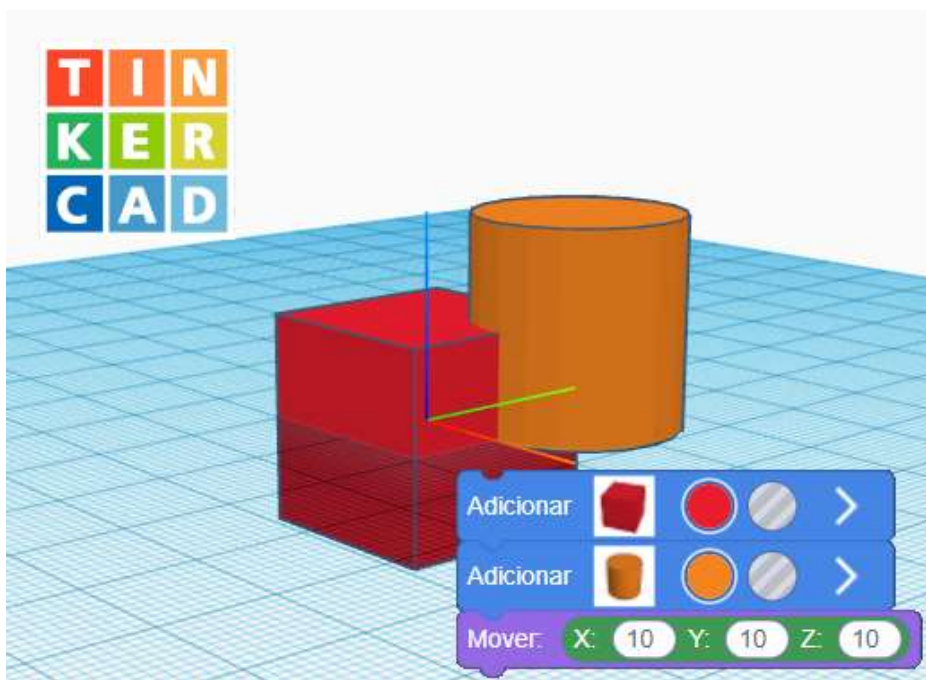 TIN
KER
CAD
Adicionar
Adicionar
Mover: X: 10 Y: 10 Z: 10